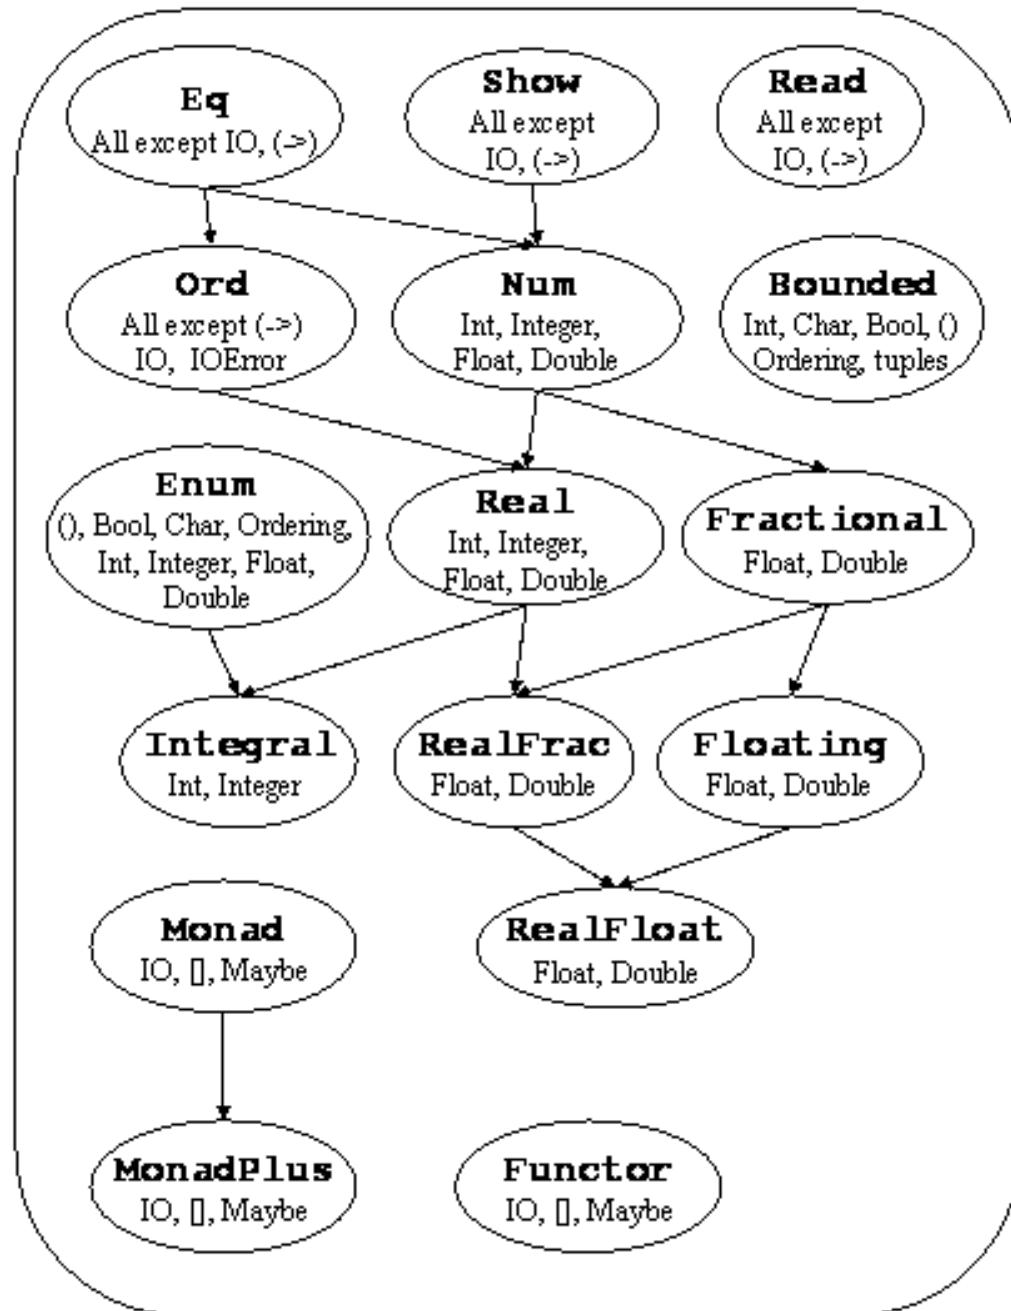 Eq
All except IO, (->)
Show
All except
IO, (->)
Read
All except
IO, (->)
Ord
All except (->)
IO, IOError
Num
Int, Integer,
Float, Double
Bounded
Int, Char, Bool, ()
Ordering, tuples
Enum
(), Bool, Char, Ordering,
Int, Integer, Float,
Double
Real
Int, Integer,
Float, Double
Fractional
Float, Double
Integral
Int, Integer
RealFrac
Float, Double
Floating
Float, Double
Monad
IO, [], Maybe
RealFloat
Float, Double
MonadPlus
IO, [], Maybe
Functor
IO, [], Maybe